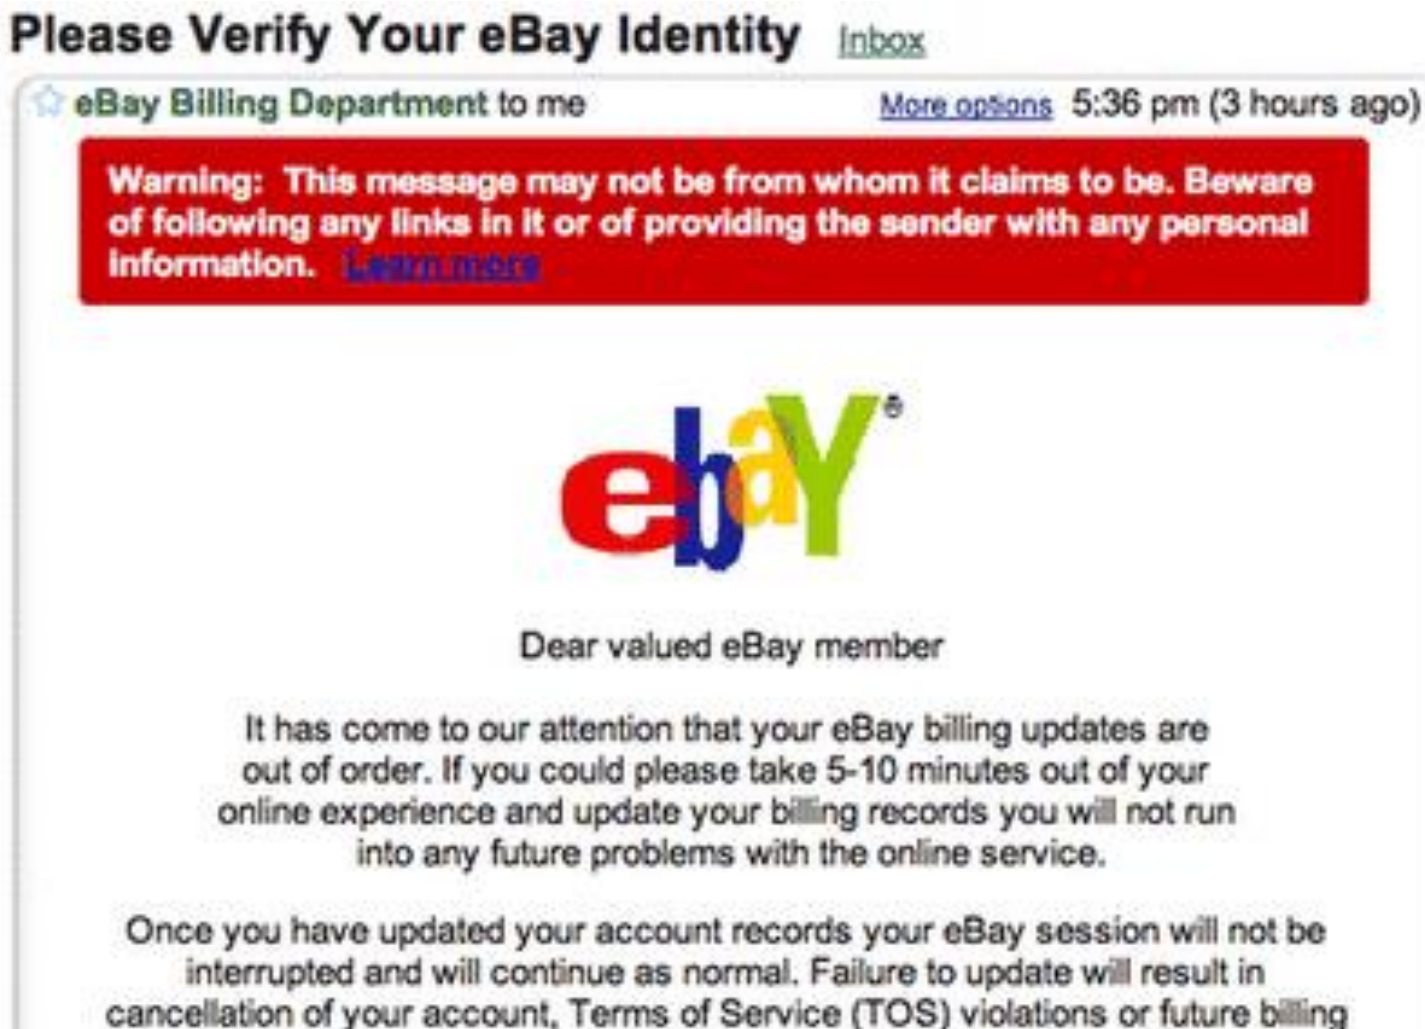 Please Verify Your eBay Identity Inbox
eBay Billing Department to me More options 5:36 pm (3 hours ago)
Warning: This message may not be from whom it claims to be. Beware
of following any links in it or of providing the sender with any personal
information. Learn more
ebaY®
Dear valued eBay member
It has come to our attention that your eBay billing updates are
out of order. If you could please take 5-10 minutes out of your
online experience and update your billing records you will not run
into any future problems with the online service.
Once you have updated your account records your eBay session will not be
interrupted and will continue as normal. Failure to update will result in
cancellation of your account, Terms of Service (TOS) violations or future billing